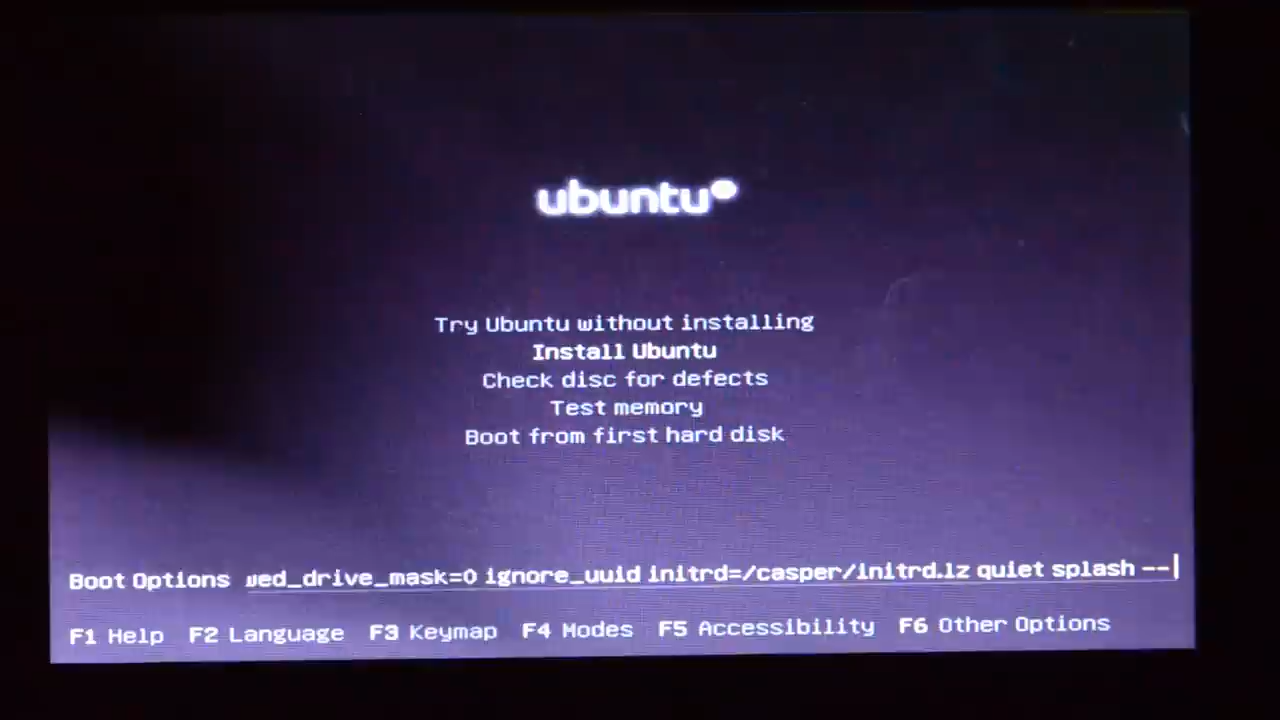 ubuntu
Try Ubuntu without installing
Install Ubuntu
Check disc for defects
Test memory
Boot from first hard disk
Boot Options ved_drive_mask=0 ignore_uuid initrd=/casper/initrd.lz quiet splash --
F1 Help F2 Language F3 Keymap F4 Modes F5 Accessibility F6 Other Options